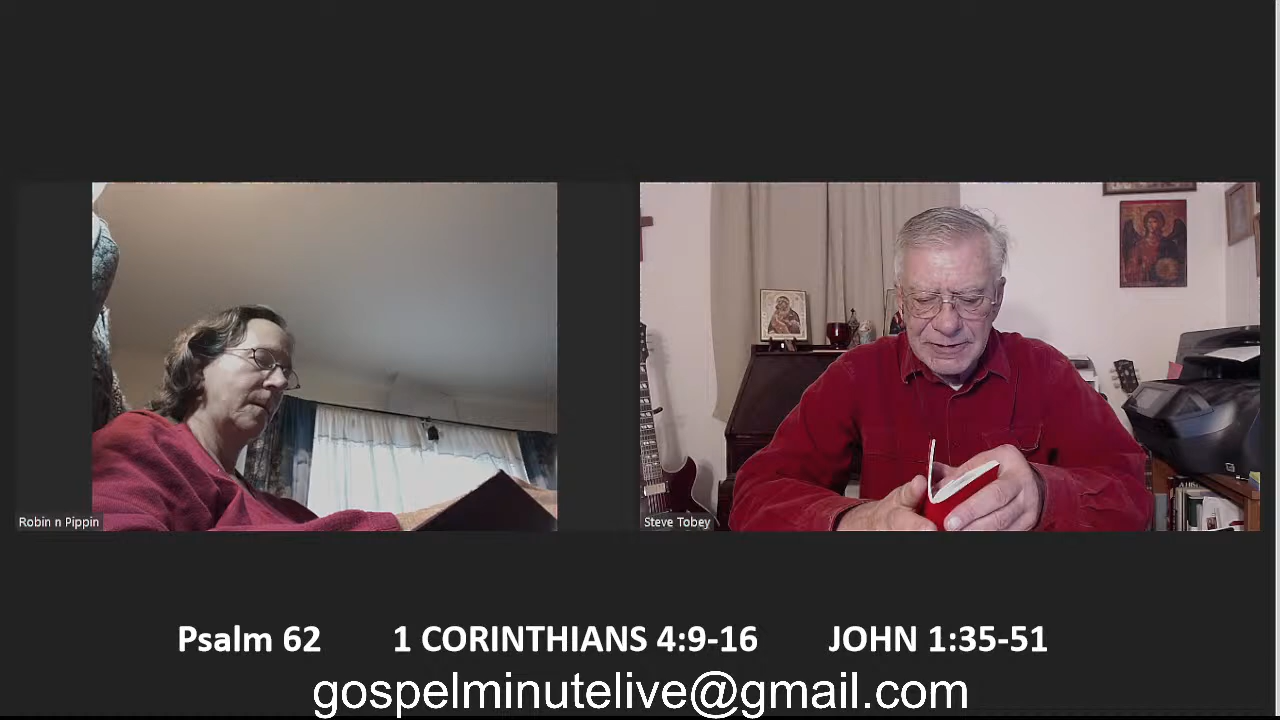 Robin n Pippin
Steve Tobey
Psalm 62 1 CORINTHIANS 4:9-16 JOHN 1:35-51
gospelminutelive@gmail.com